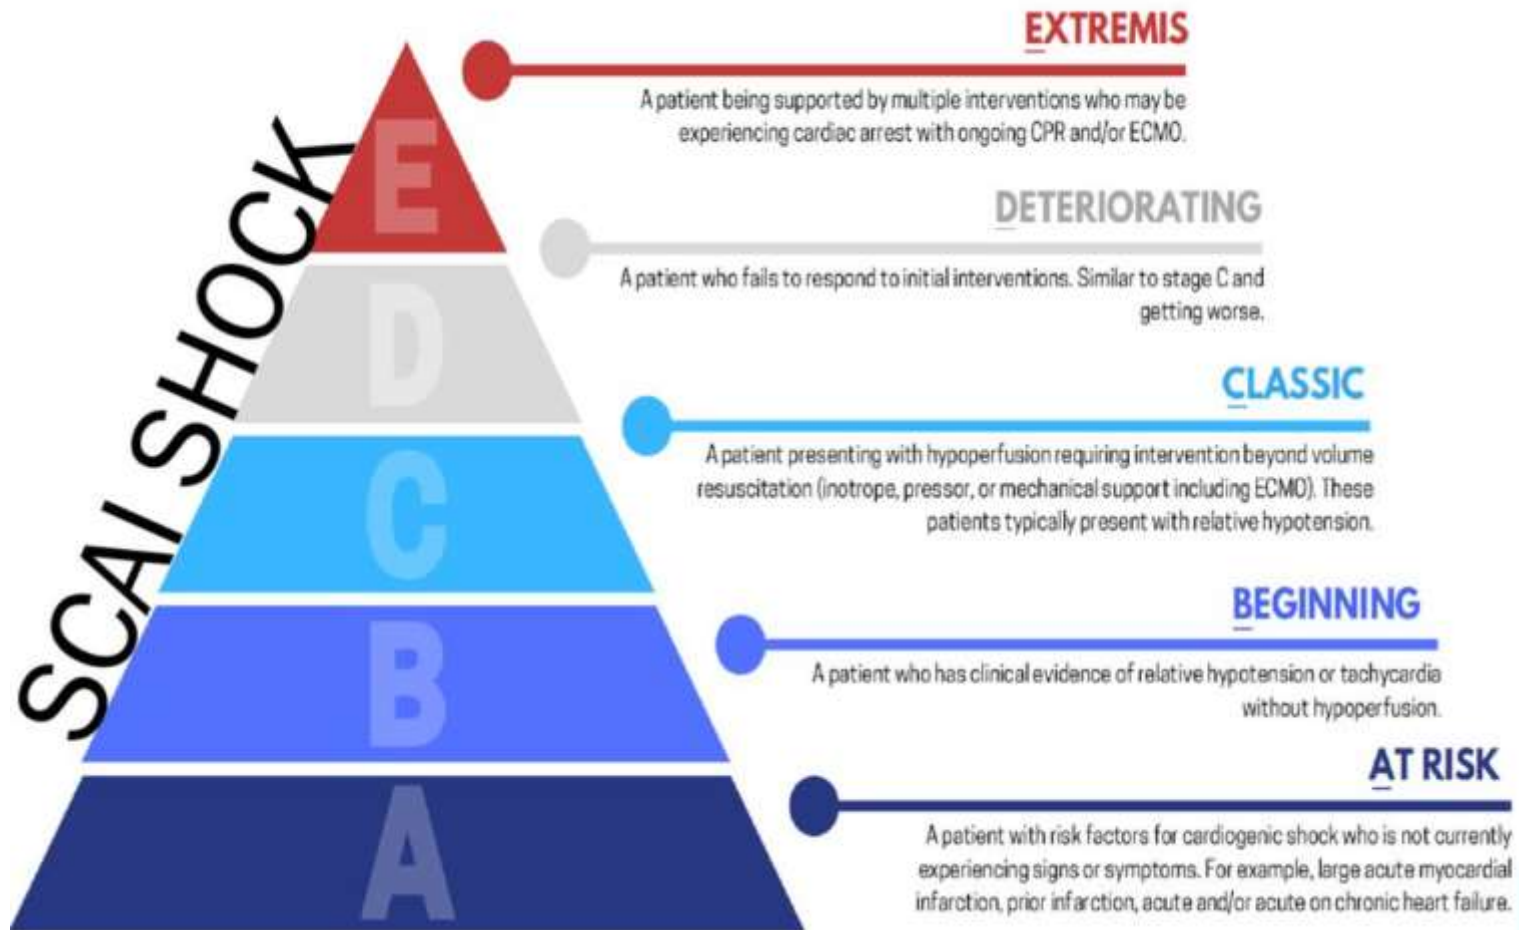 SCAI SHOCK
E
EXTREMIS
A patient being supported by multiple interventions who may be
experiencing cardiac arrest with ongoing CPR and/or ECMO.
D
DETERIORATING
A patient who fails to respond to initial interventions. Similar to stage C and
getting worse.
C
CLASSIC
A patient presenting with hypoperfusion requiring intervention beyond volume
resuscitation (inotrope, pressor, or mechanical support including ECMO). These
patients typically present with relative hypotension.
B
BEGINNING
A patient who has clinical evidence of relative hypotension or tachycardia
without hypoperfusion.
A
AT RISK
A patient with risk factors for cardiogenic shock who is not currently
experiencing signs or symptoms. For example, large acute myocardial
infarction, prior infarction, acute and/or acute on chronic heart failure.